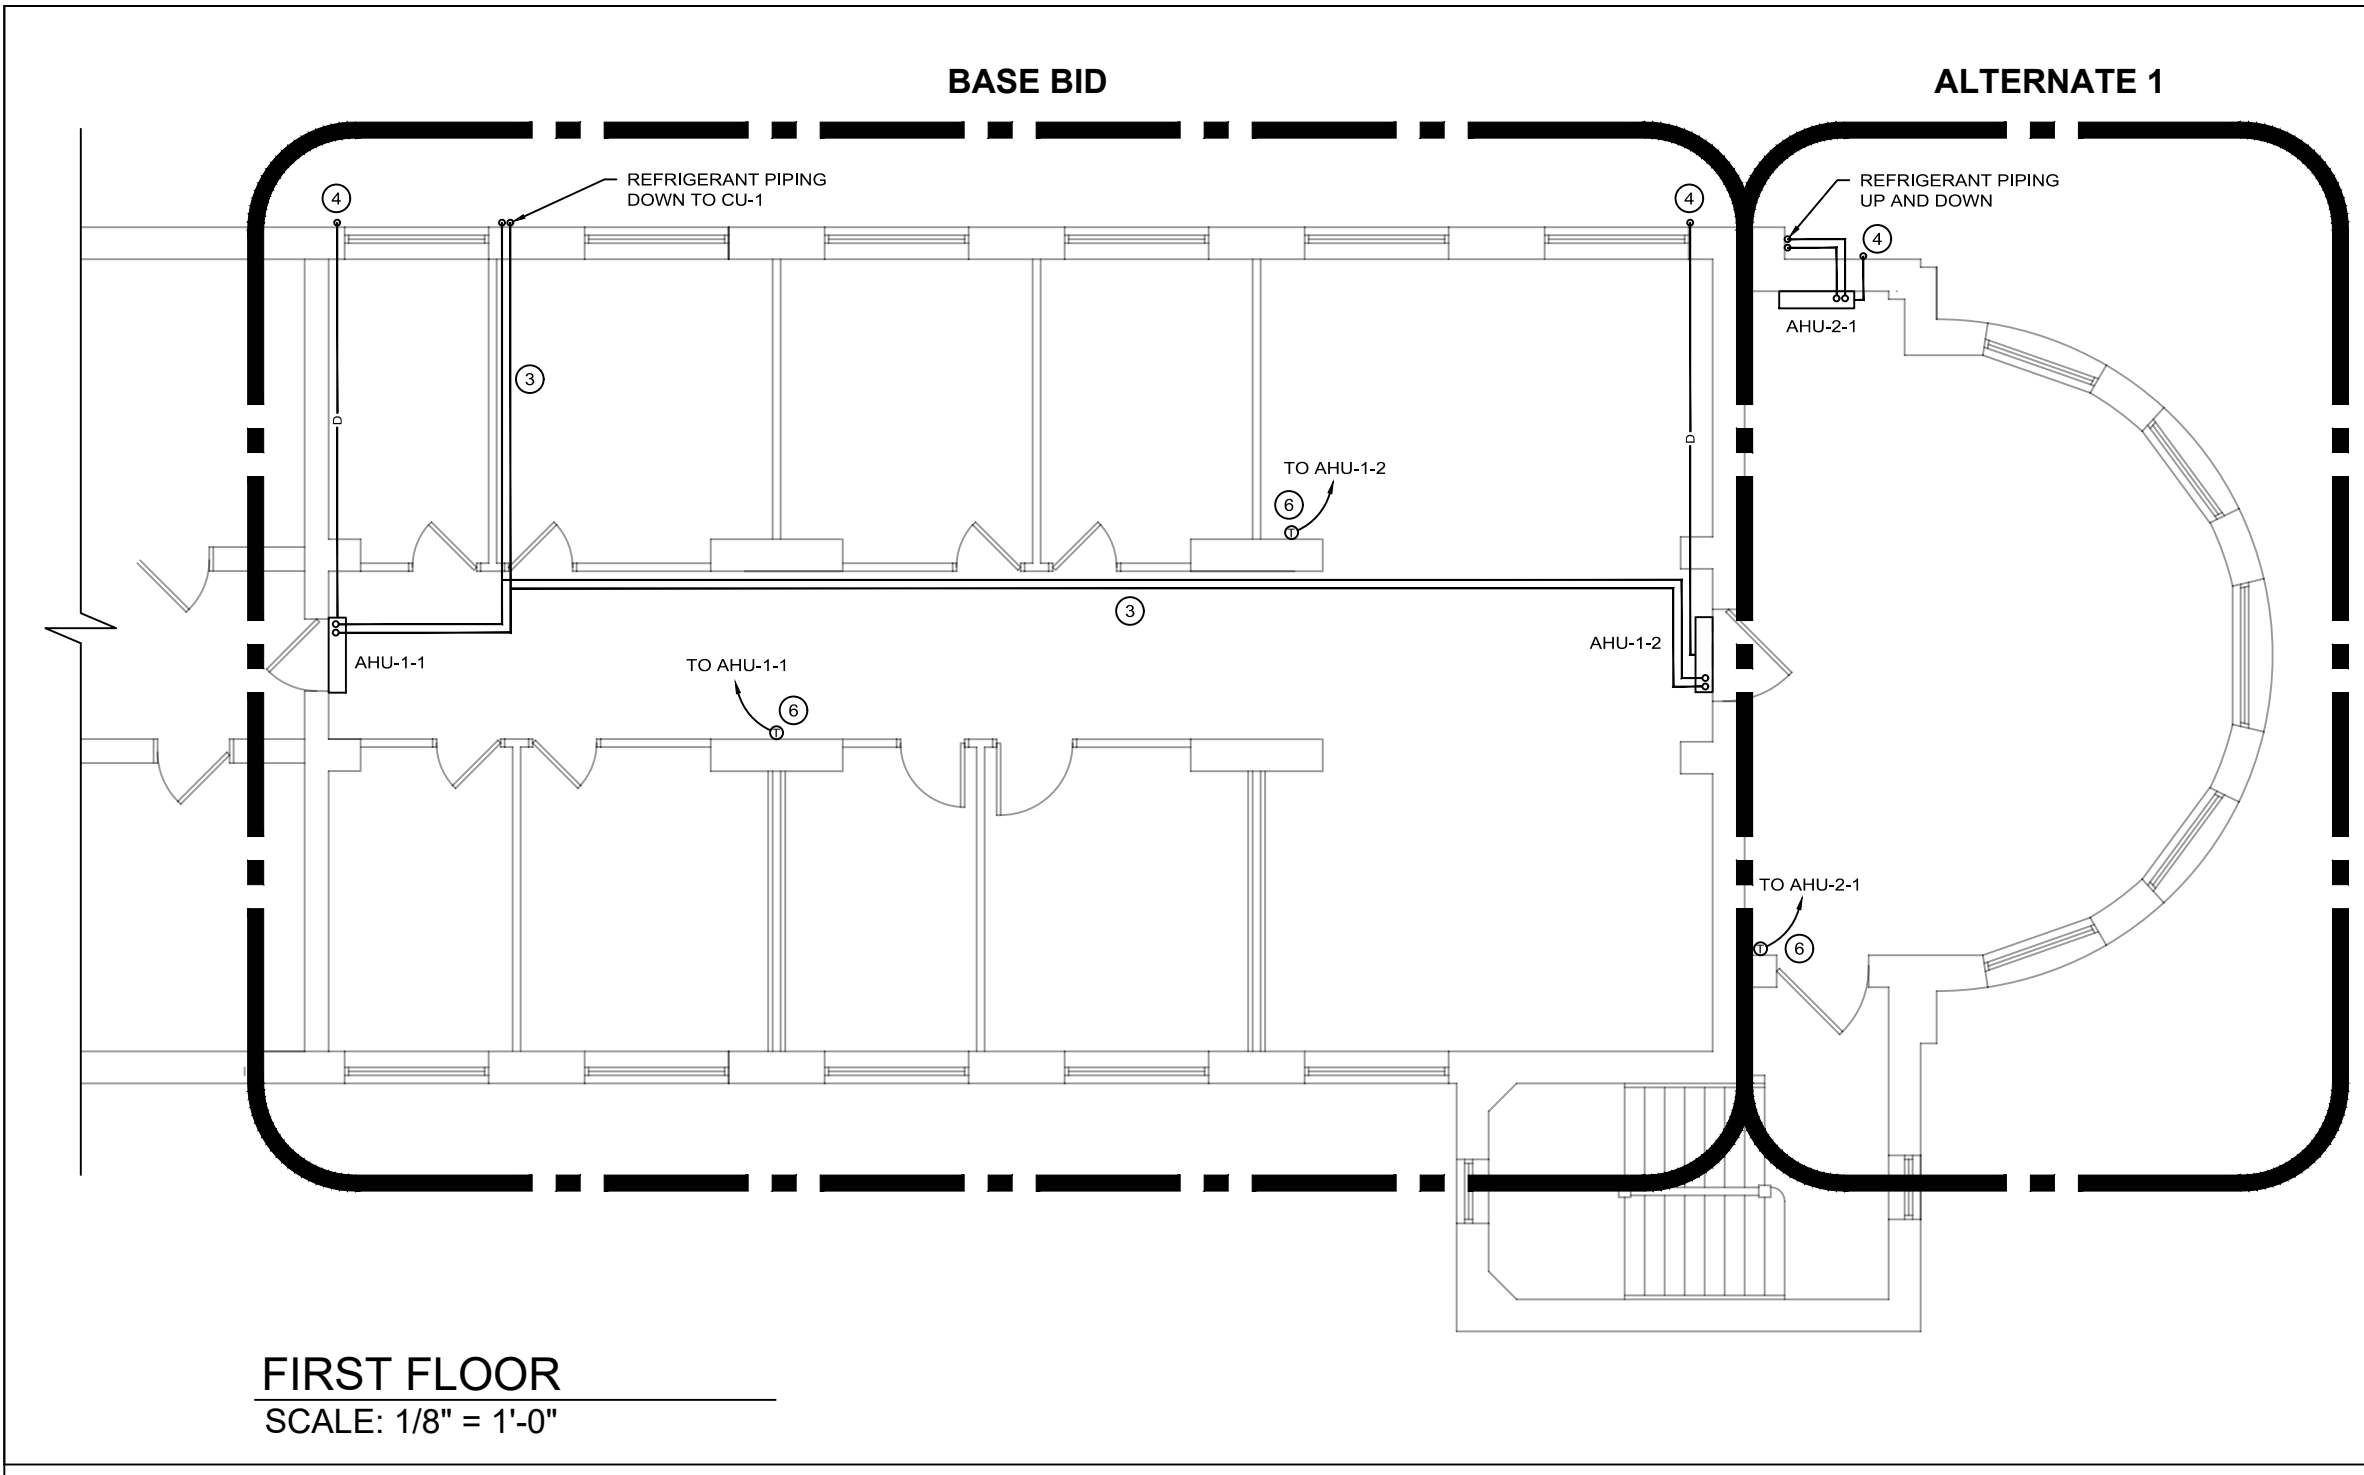 BASE BID
ALTERNATE 1
REFRIGERANT PIPING
DOWN TO CU-1
REFRIGERANT PIPING
UP AND DOWN
4
4
4
AHU-2-1
3
D
D
TO AHU-1-2
6
T
3
AHU-1-2
AHU-1-1
TO AHU-1-1
6
T
TO AHU-2-1
T
6
FIRST FLOOR
SCALE: 1/8" = 1'-0"